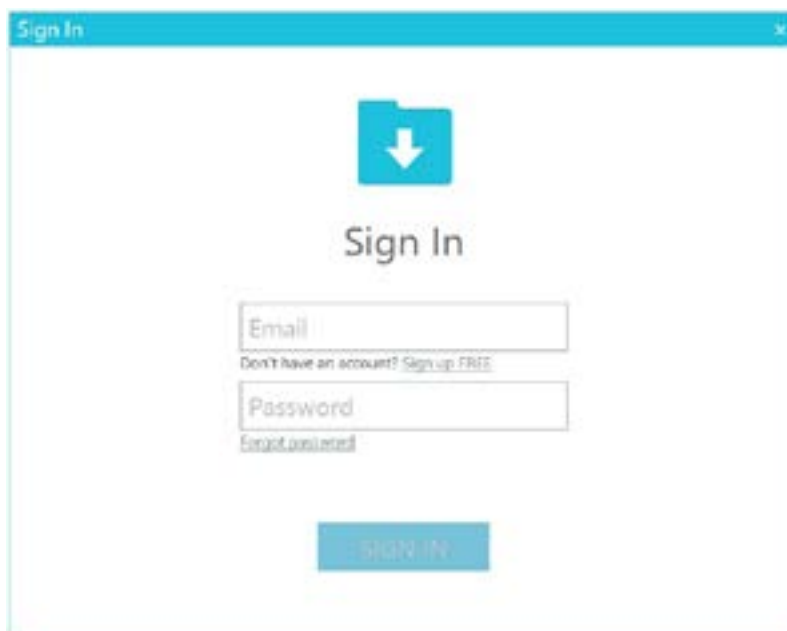 Sign In
Sign In
Email
Don't have an account? Sign up FREE
Password
Forgot password
SIGN IN